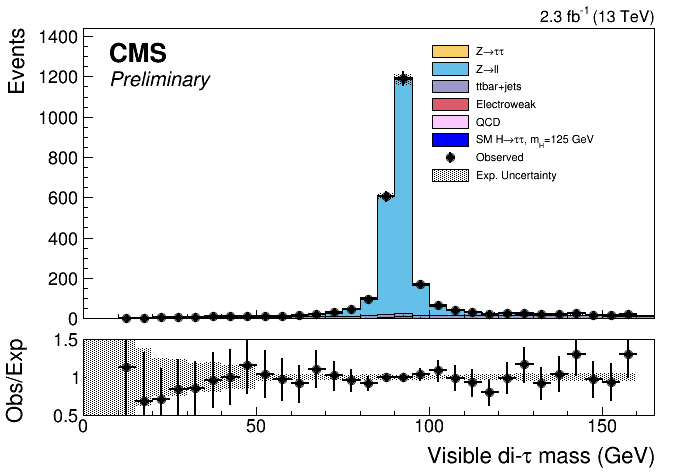 2.3 fb⁻¹ (13 TeV)
Events
1400
1200
1000
800
600
400
200
0
CMS
Preliminary
Z→ττ
Z→ll
ttbar+jets
Electroweak
QCD
SM H→ττ, m_H=125 GeV
Observed
Exp. Uncertainty
Obs/Exp
1.5
1
0.5
0 50 100 150
Visible di-τ mass (GeV)